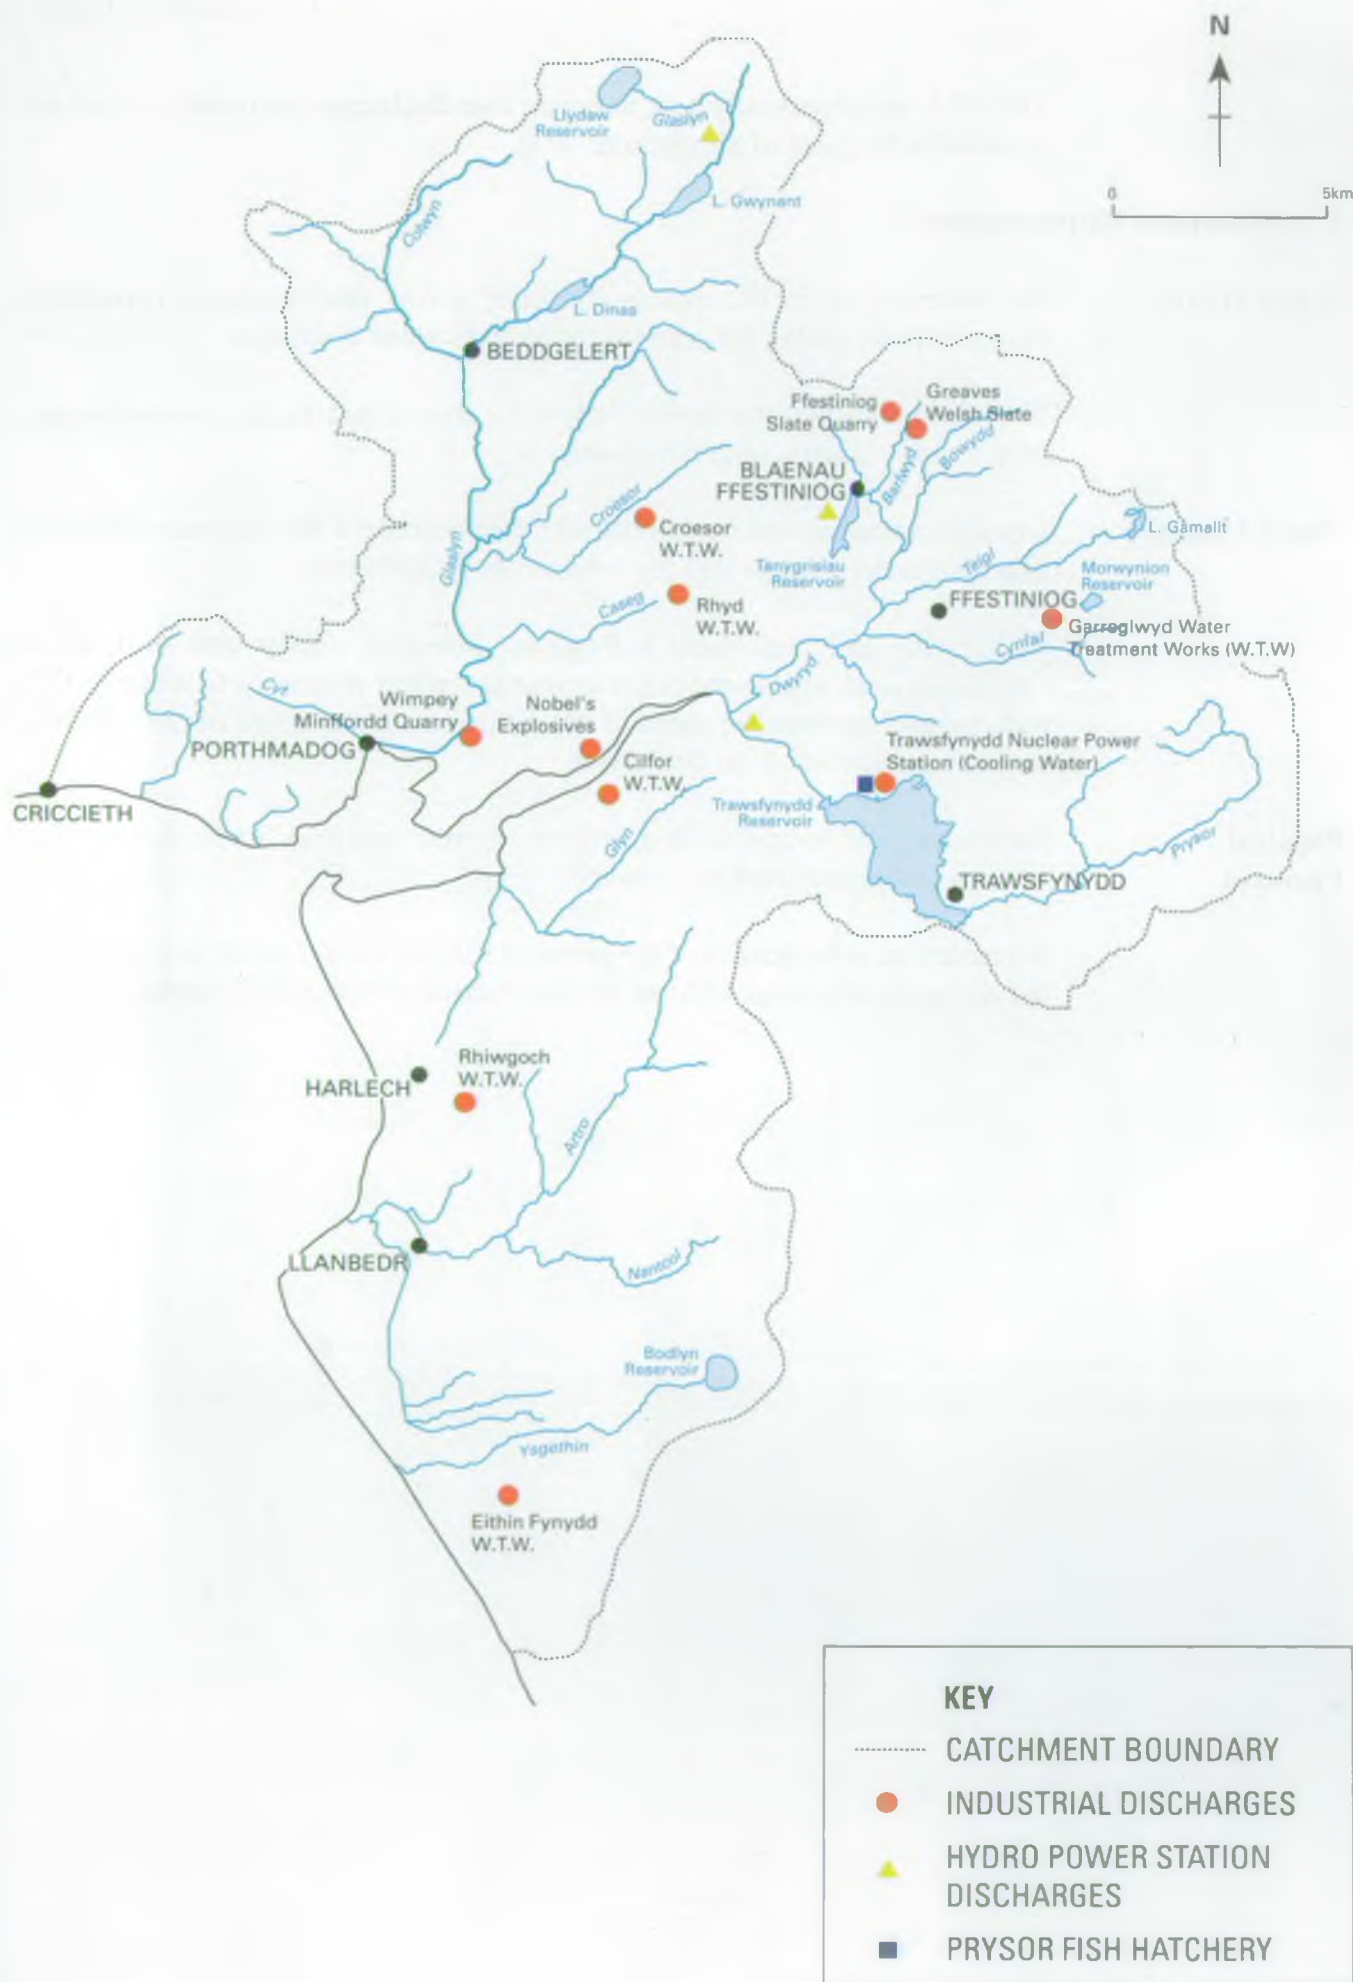 N
0 5km
Llydaw
Reservoir
Glaslyn
L. Gwynant
Colwyn
L. Dinas
BEDDGELERT
Ffestiniog
Slate Quarry
Greaves
Welsh Slate
Bowydd
Barlwyd
BLAENAU
FFESTINIOG
Croesor
Croesor
W.T.W.
Glaslyn
Tanygrisiau
Reservoir
L. Gamallt
Teigl
Morwynion
Reservoir
FFESTINIOG
Caseg
Rhyd
W.T.W.
Garreglwyd Water
Treatment Works (W.T.W)
Cynfal
Dwyryd
Cyt
Wimpey
Minffordd Quarry
Nobel's
Explosives
PORTHMADOG
Cilfor
W.T.W.
Trawsfynydd Nuclear Power
Station (Cooling Water)
CRICCIETH
Trawsfynydd
Reservoir
Glyn
Prysor
TRAWSFYNYDD
Rhiwgoch
W.T.W.
HARLECH
Artro
LLANBEDR
Nantcol
Bodlyn
Reservoir
Ysgethin
Eithin Fynydd
W.T.W.
KEY
CATCHMENT BOUNDARY
INDUSTRIAL DISCHARGES
HYDRO POWER STATION
DISCHARGES
PRYSOR FISH HATCHERY